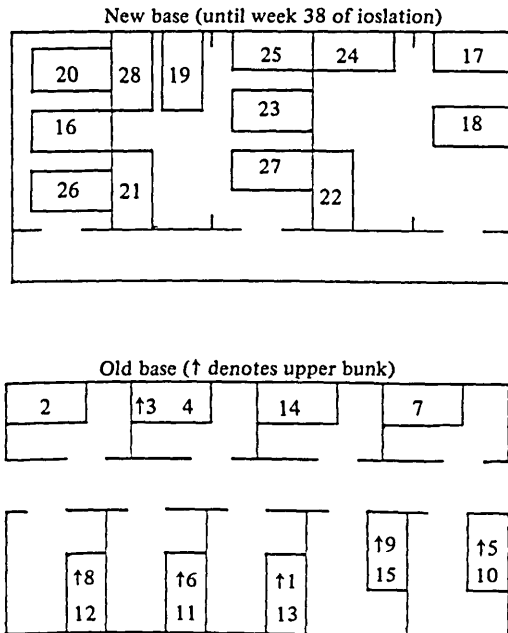 New base (until week 38 of ioslation)
25 24 17
20 28 19
23
16 18
27
26 21 22
Old base (↑ denotes upper bunk)
2 ↑3 4 14 7
↑9 ↑5
↑8 ↑6 ↑1 15 10
12 11 13